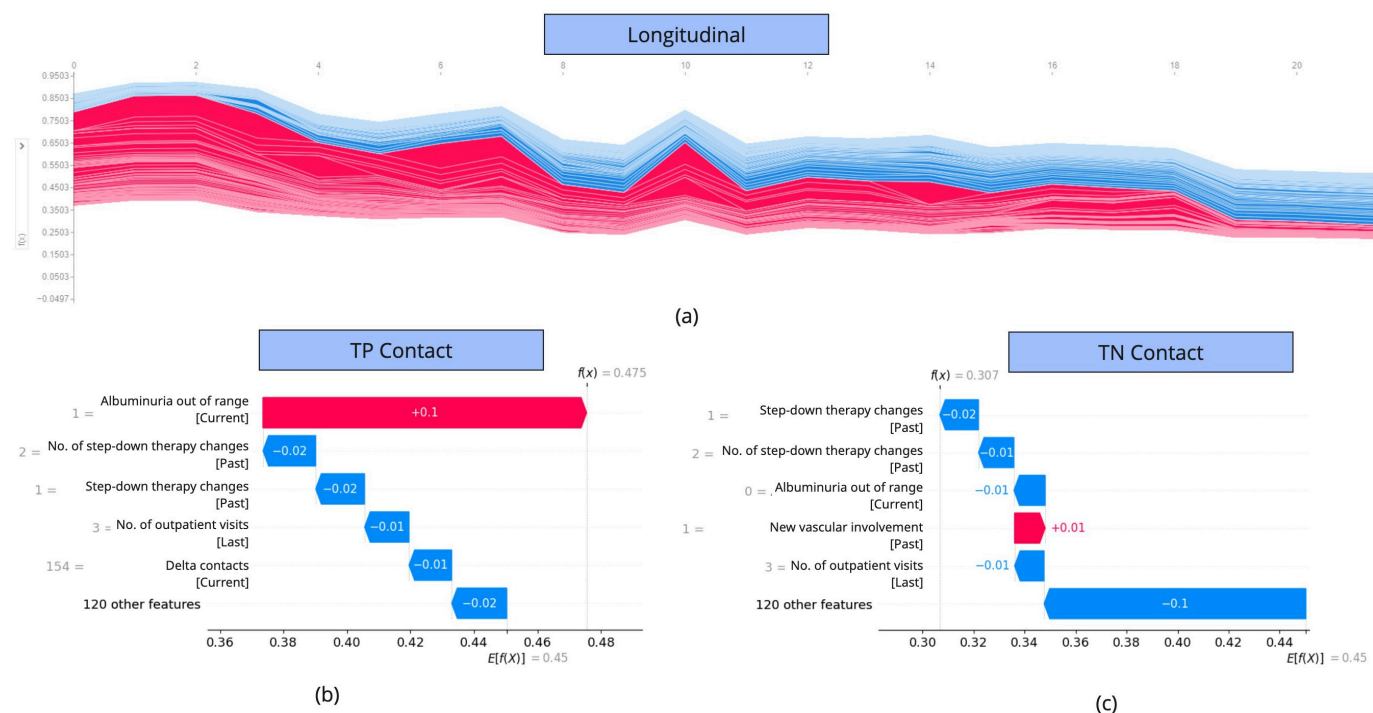 Longitudinal
0 2 4 6 8 10 12 14 16 18 20
0.9503
0.8503
0.7503
0.6503
0.5503
0.4503
0.3503
0.2503
0.1503
0.0503
−0.0497
f(x)
(a)
TP Contact
f(x) = 0.475
1 = Albuminuria out of range
[Current]
+0.1
2 = No. of step-down therapy changes
[Past]
−0.02
1 = Step-down therapy changes
[Past]
−0.02
3 = No. of outpatient visits
[Last]
−0.01
154 = Delta contacts
[Current]
−0.01
120 other features
−0.02
0.36 0.38 0.40 0.42 0.44 0.46 0.48
E[f(X)] = 0.45
(b)
TN Contact
f(x) = 0.307
1 = Step-down therapy changes
[Past]
−0.02
2 = No. of step-down therapy changes
[Past]
−0.01
0 = Albuminuria out of range
[Current]
−0.01
1 = New vascular involvement
[Past]
+0.01
3 = No. of outpatient visits
[Last]
−0.01
120 other features
−0.1
0.30 0.32 0.34 0.36 0.38 0.40 0.42 0.44
E[f(X)] = 0.45
(c)